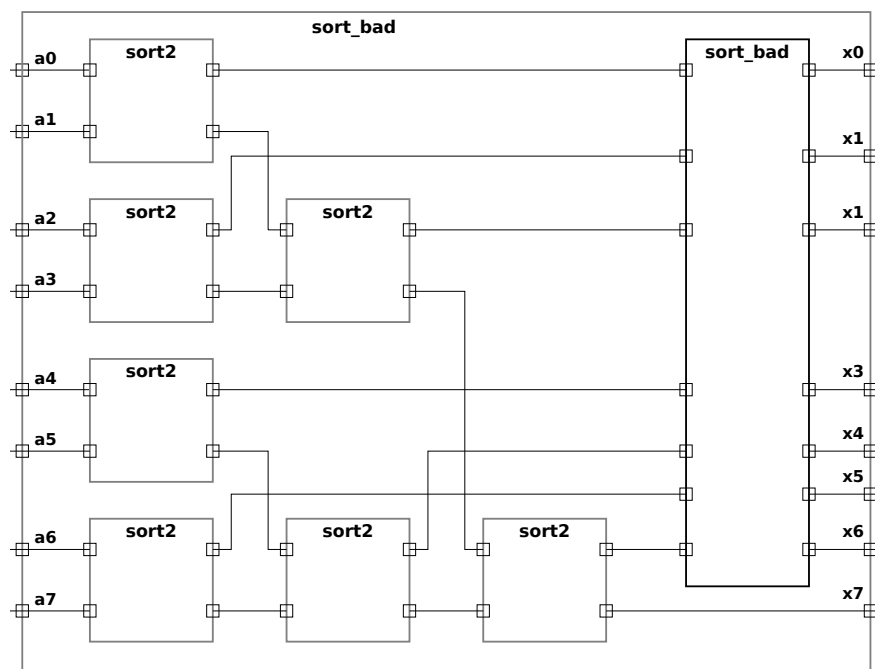 sort_bad
a0
sort2
sort_bad
x0
a1
x1
a2
sort2
sort2
x1
a3
a4
sort2
x3
a5
x4
x5
a6
sort2
sort2
sort2
x6
a7
x7